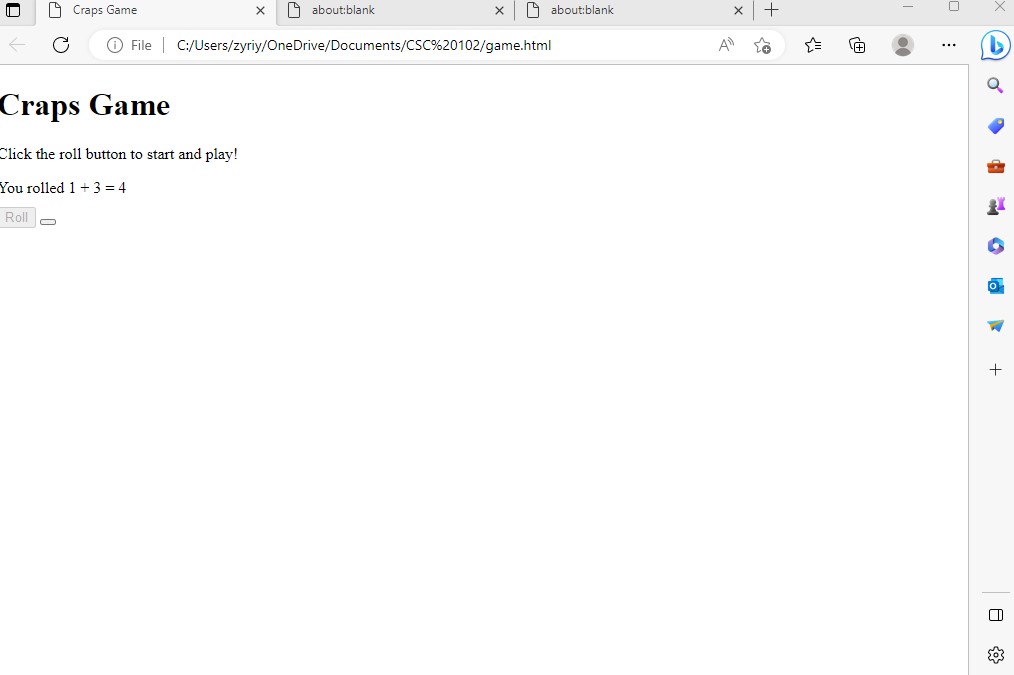 Craps Game
about:blank
about:blank
File
C:/Users/zyriy/OneDrive/Documents/CSC%20102/game.html
Craps Game
Click the roll button to start and play!
You rolled 1 + 3 = 4
Roll